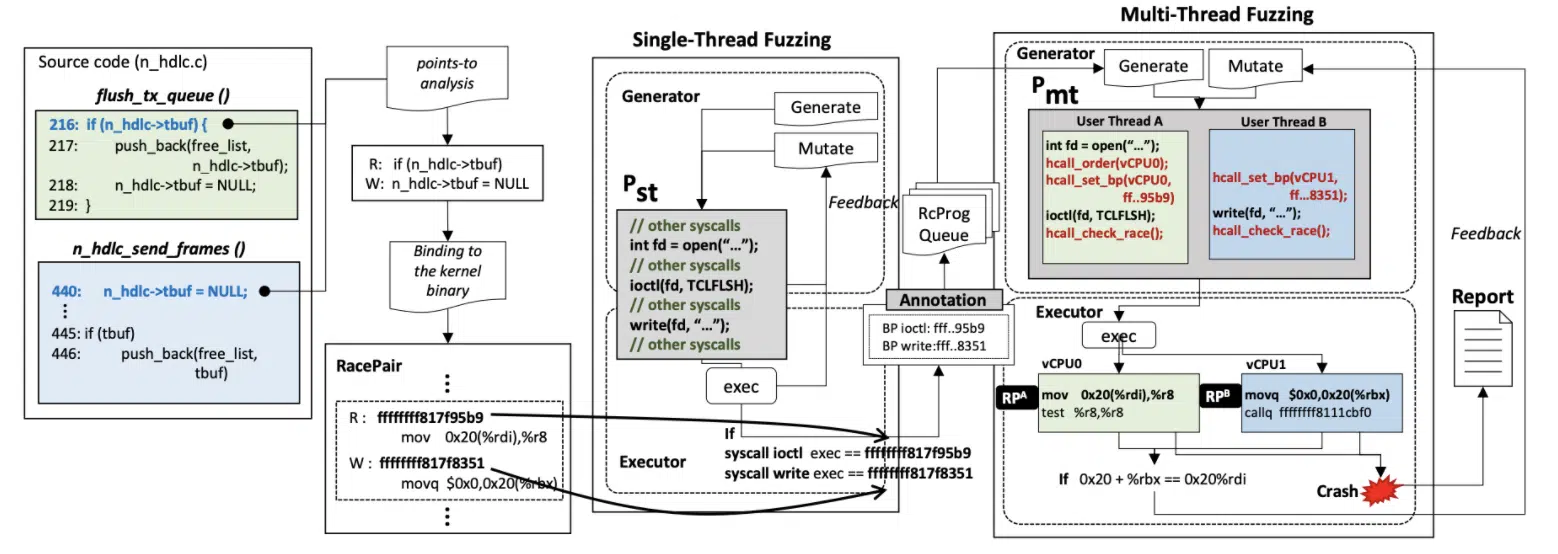 Source code (n_hdlc.c)
flush_tx_queue ()
216: if (n_hdlc->tbuf) {
217: push_back(free_list,
n_hdlc->tbuf);
218: n_hdlc->tbuf = NULL;
219: }
n_hdlc_send_frames ()
440: n_hdlc->tbuf = NULL;
⋮
445: if (tbuf)
446: push_back(free_list,
tbuf)
points-to
analysis
R: if (n_hdlc->tbuf)
W: n_hdlc->tbuf = NULL
Binding to
the kernel
binary
RacePair
⋮
R : ffffffff817f95b9
mov 0x20(%rdi),%r8
W : ffffffff817f8351
movq $0x0,0x20(%rbx)
⋮
Single-Thread Fuzzing
Generator
Generate
Mutate
Pst
// other syscalls
int fd = open("...");
// other syscalls
ioctl(fd, TCLFLSH);
// other syscalls
write(fd, "...");
// other syscalls
exec
Feedback
Executor
If
syscall ioctl exec == ffffffff817f95b9
syscall write exec == ffffffff817f8351
RcProg
Queue
Annotation
BP ioctl: fff..95b9
BP write:fff..8351
Multi-Thread Fuzzing
Generator
Generate
Mutate
Pmt
User Thread A
int fd = open("...");
hcall_order(vCPU0);
hcall_set_bp(vCPU0,
ff..95b9)
ioctl(fd, TCLFLSH);
hcall_check_race();
User Thread B
hcall_set_bp(vCPU1,
ff...8351);
write(fd, "...");
hcall_check_race();
Executor
exec
vCPU0
RPA
mov 0x20(%rdi),%r8
test %r8,%r8
vCPU1
RPB
movq $0x0,0x20(%rbx)
callq ffffffff8111cbf0
If 0x20 + %rbx == 0x20%rdi
Crash
Feedback
Report